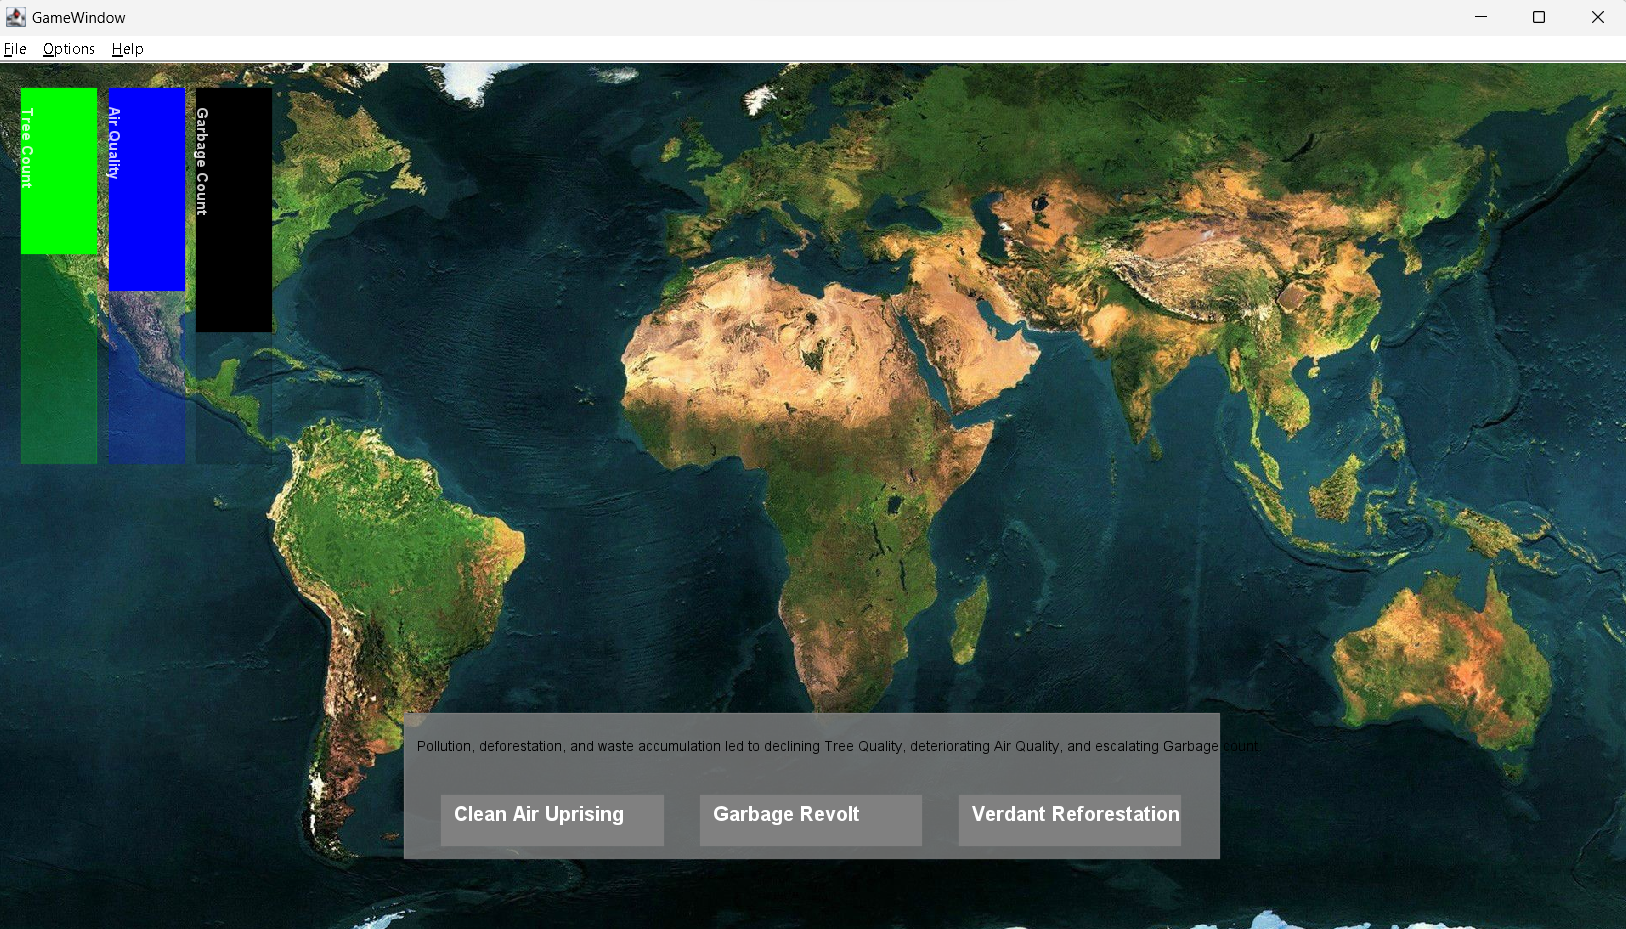 GameWindow
File Options Help
Tree Count
Air Quality
Garbage Count
Pollution, deforestation, and waste accumulation led to declining Tree Quality, deteriorating Air Quality, and escalating Garbage count.
Clean Air Uprising
Garbage Revolt
Verdant Reforestation